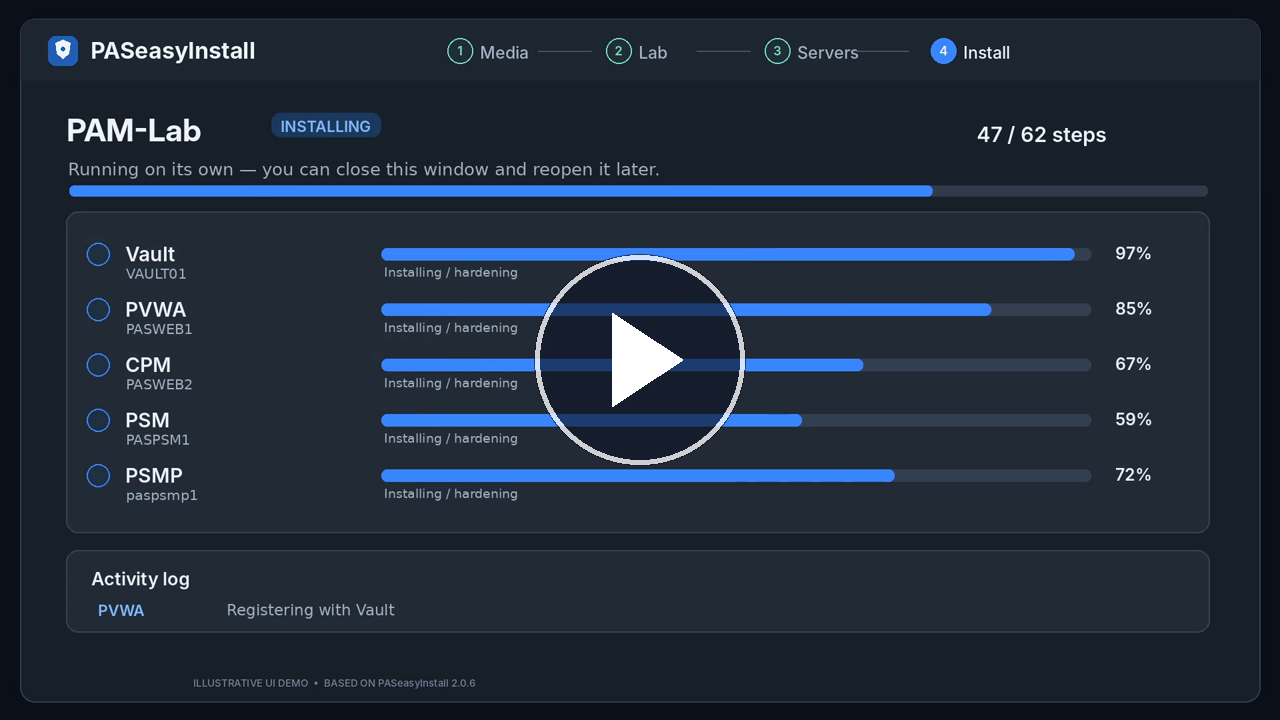 PASeasyInstall
1 Media 2 Lab 3 Servers 4 Install
PAM-Lab INSTALLING 47 / 62 steps
Running on its own — you can close this window and reopen it later.
Vault 97%
VAULT01 Installing / hardening
PVWA 85%
PASWEB1 Installing / hardening
CPM 67%
PASWEB2 Installing / hardening
PSM 59%
PASPSM1 Installing / hardening
PSMP 72%
paspsmp1 Installing / hardening
Activity log
PVWA Registering with Vault
ILLUSTRATIVE UI DEMO • BASED ON PASeasyInstall 2.0.6